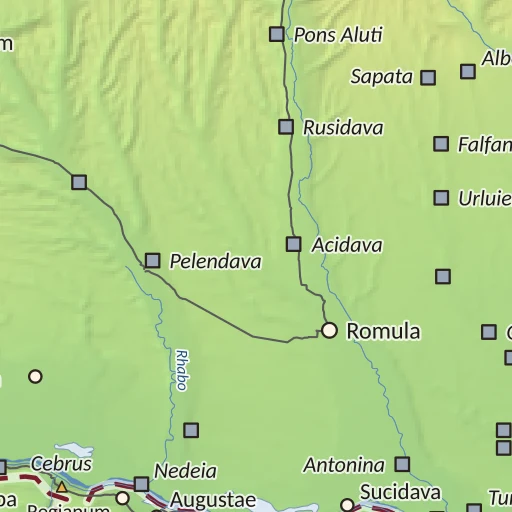 Pons Aluti
Sapata
Rusidava
Acidava
Pelendava
Romula
Rhabo
Cebrus
Nedeia
Antonina
Augustae
Sucidava